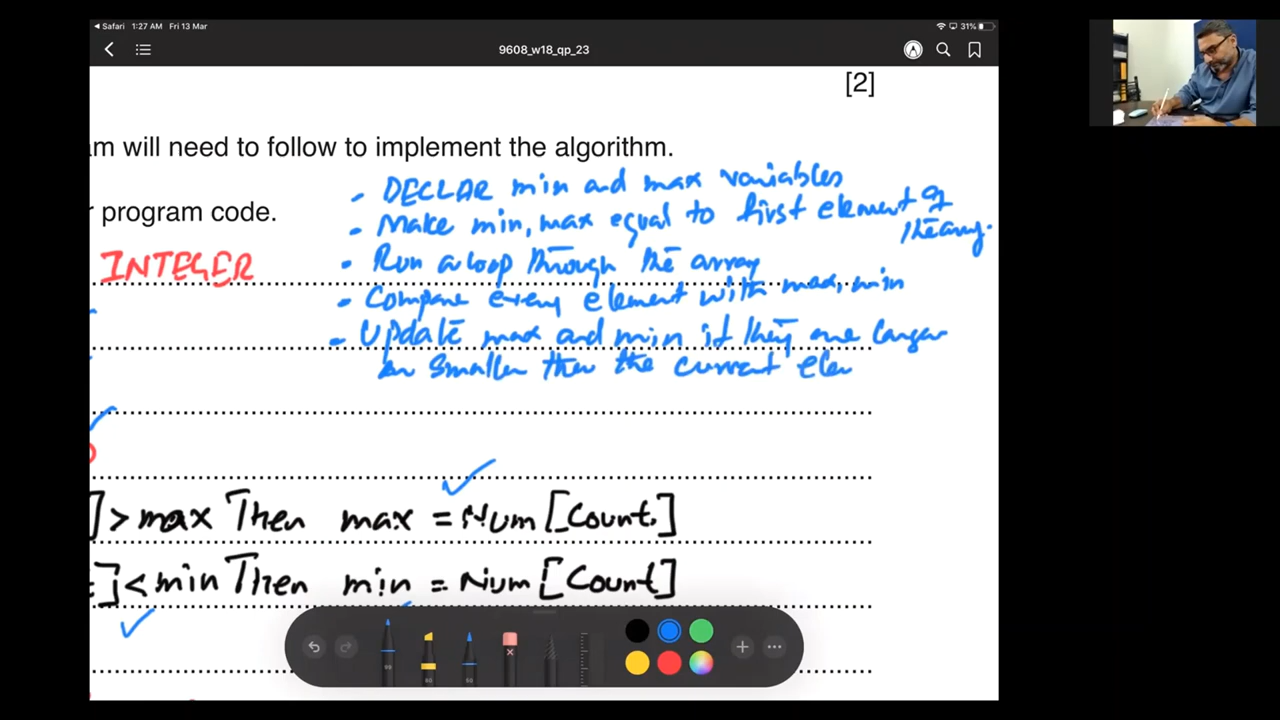 Safari 1:27 AM Fri 13 Mar
31%
9608_w18_qp_23
[2]
am will need to follow to implement the algorithm.
• DECLAR min and max variables
r program code.
• Make min, max equal to first element of
the array.
INTEGER
• Run a loop through the array
• Compare every element with max, min
• Update max and min if they are larger
or smaller then the current elem
] > max Then max = Num [Count]
] < min Then min = Num [Count]